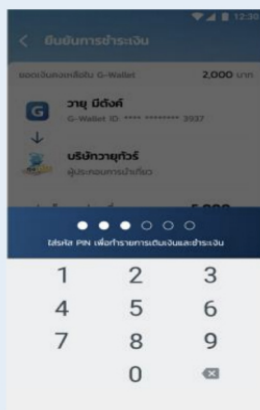 12:30
ยืนยันการชำระเงิน
ยอดเงินคงเหลือใน G-Wallet 2,000 บาท
G วายุ มีตังค์
G-Wallet ID **** ******** 3937
บริษัทวายุทัวร์
ผู้ประกอบการนำเที่ยว
5,000
ใส่รหัส PIN เพื่อทำรายการเติมเงินและชำระเงิน
1 2 3
4 5 6
7 8 9
0